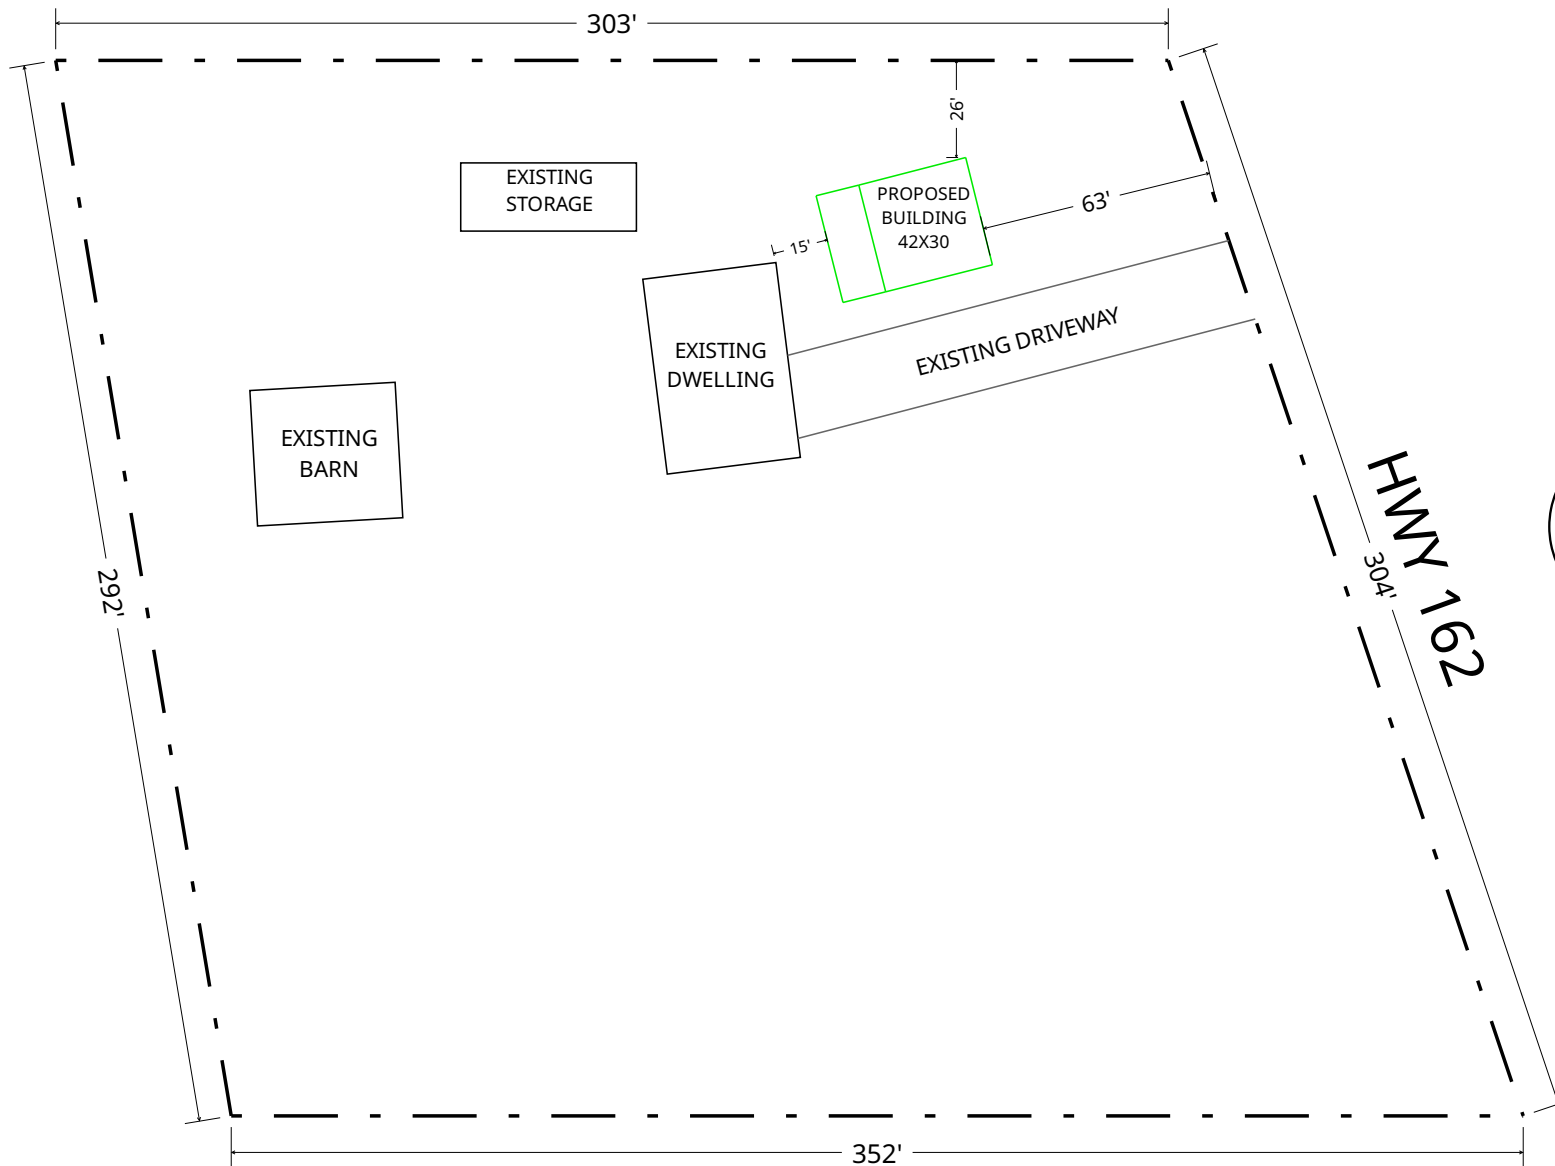 303'
26'
EXISTING
STORAGE
PROPOSED
BUILDING
42X30
63'
15'
EXISTING DRIVEWAY
EXISTING
DWELLING
EXISTING
BARN
HWY 162
304'
292'
352'